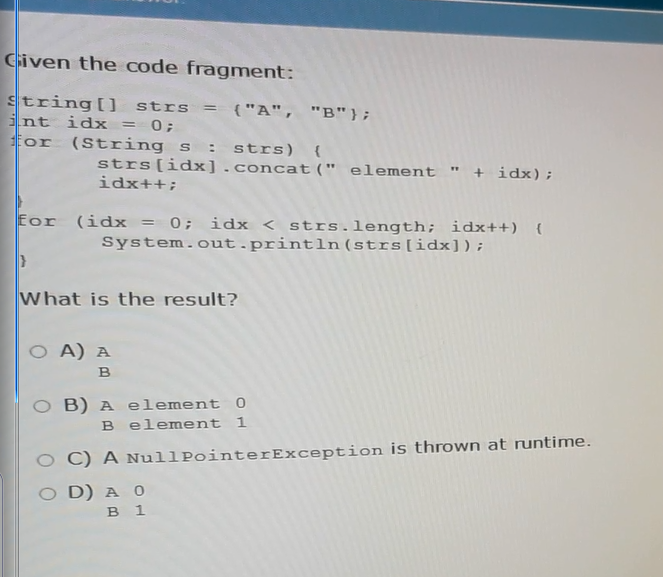 Given the code fragment:
String[] strs = {"A", "B"};
int idx = 0;
for (String s : strs) {
strs[idx].concat(" element " + idx);
idx++;
}
for (idx = 0; idx < strs.length; idx++) {
System.out.println(strs[idx]);
}
What is the result?
A) A
B
B) A element 0
B element 1
C) A NullPointerException is thrown at runtime.
D) A 0
B 1